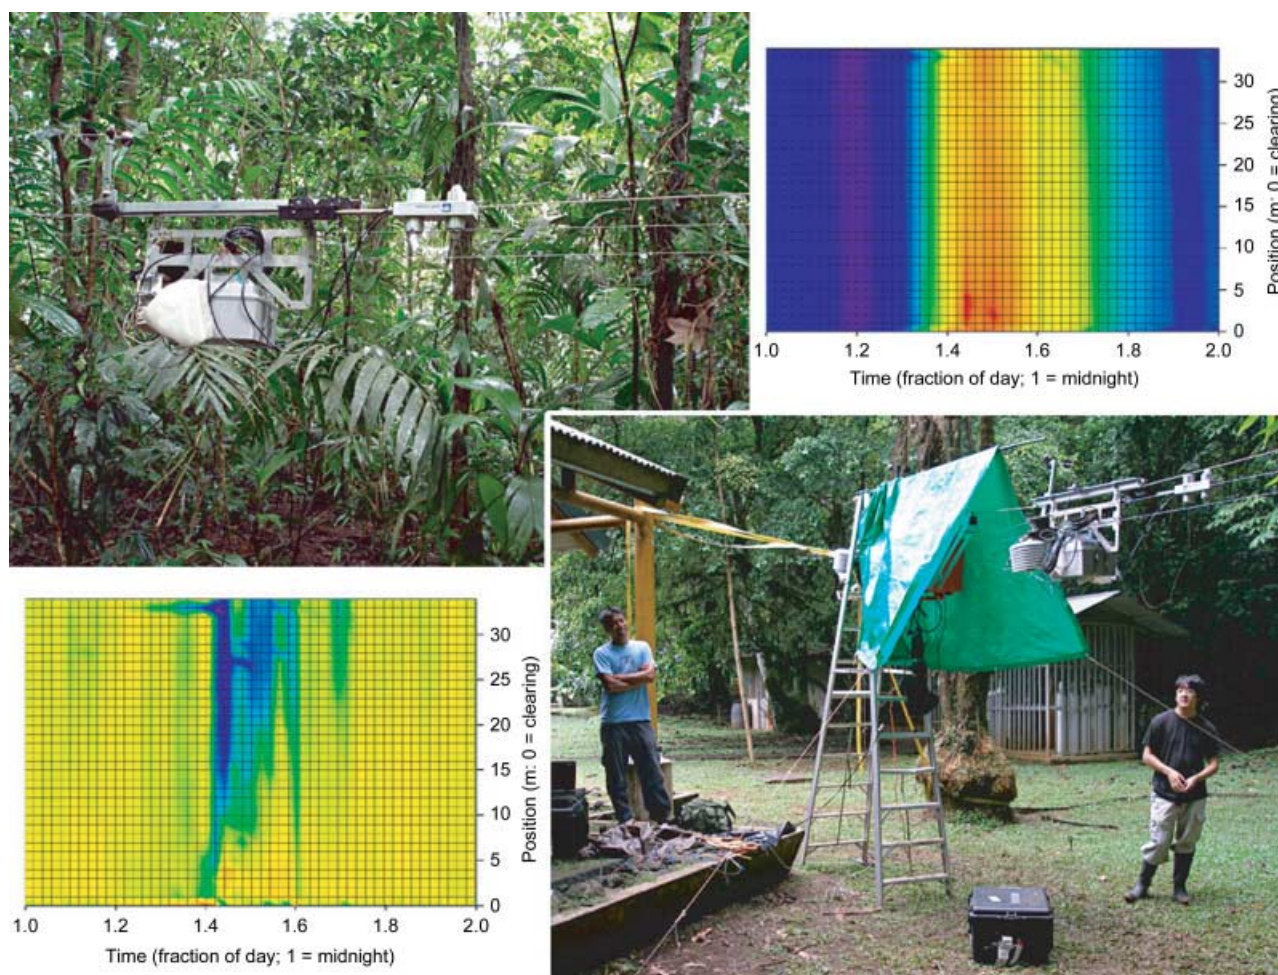 30
25
20
15
10
5
0
Position (m: 0 = clearing)
1.0 1.2 1.4 1.6 1.8 2.0
Time (fraction of day; 1 = midnight)
30
25
20
15
10
5
0
Position (m: 0 = clearing)
1.0 1.2 1.4 1.6 1.8 2.0
Time (fraction of day; 1 = midnight)